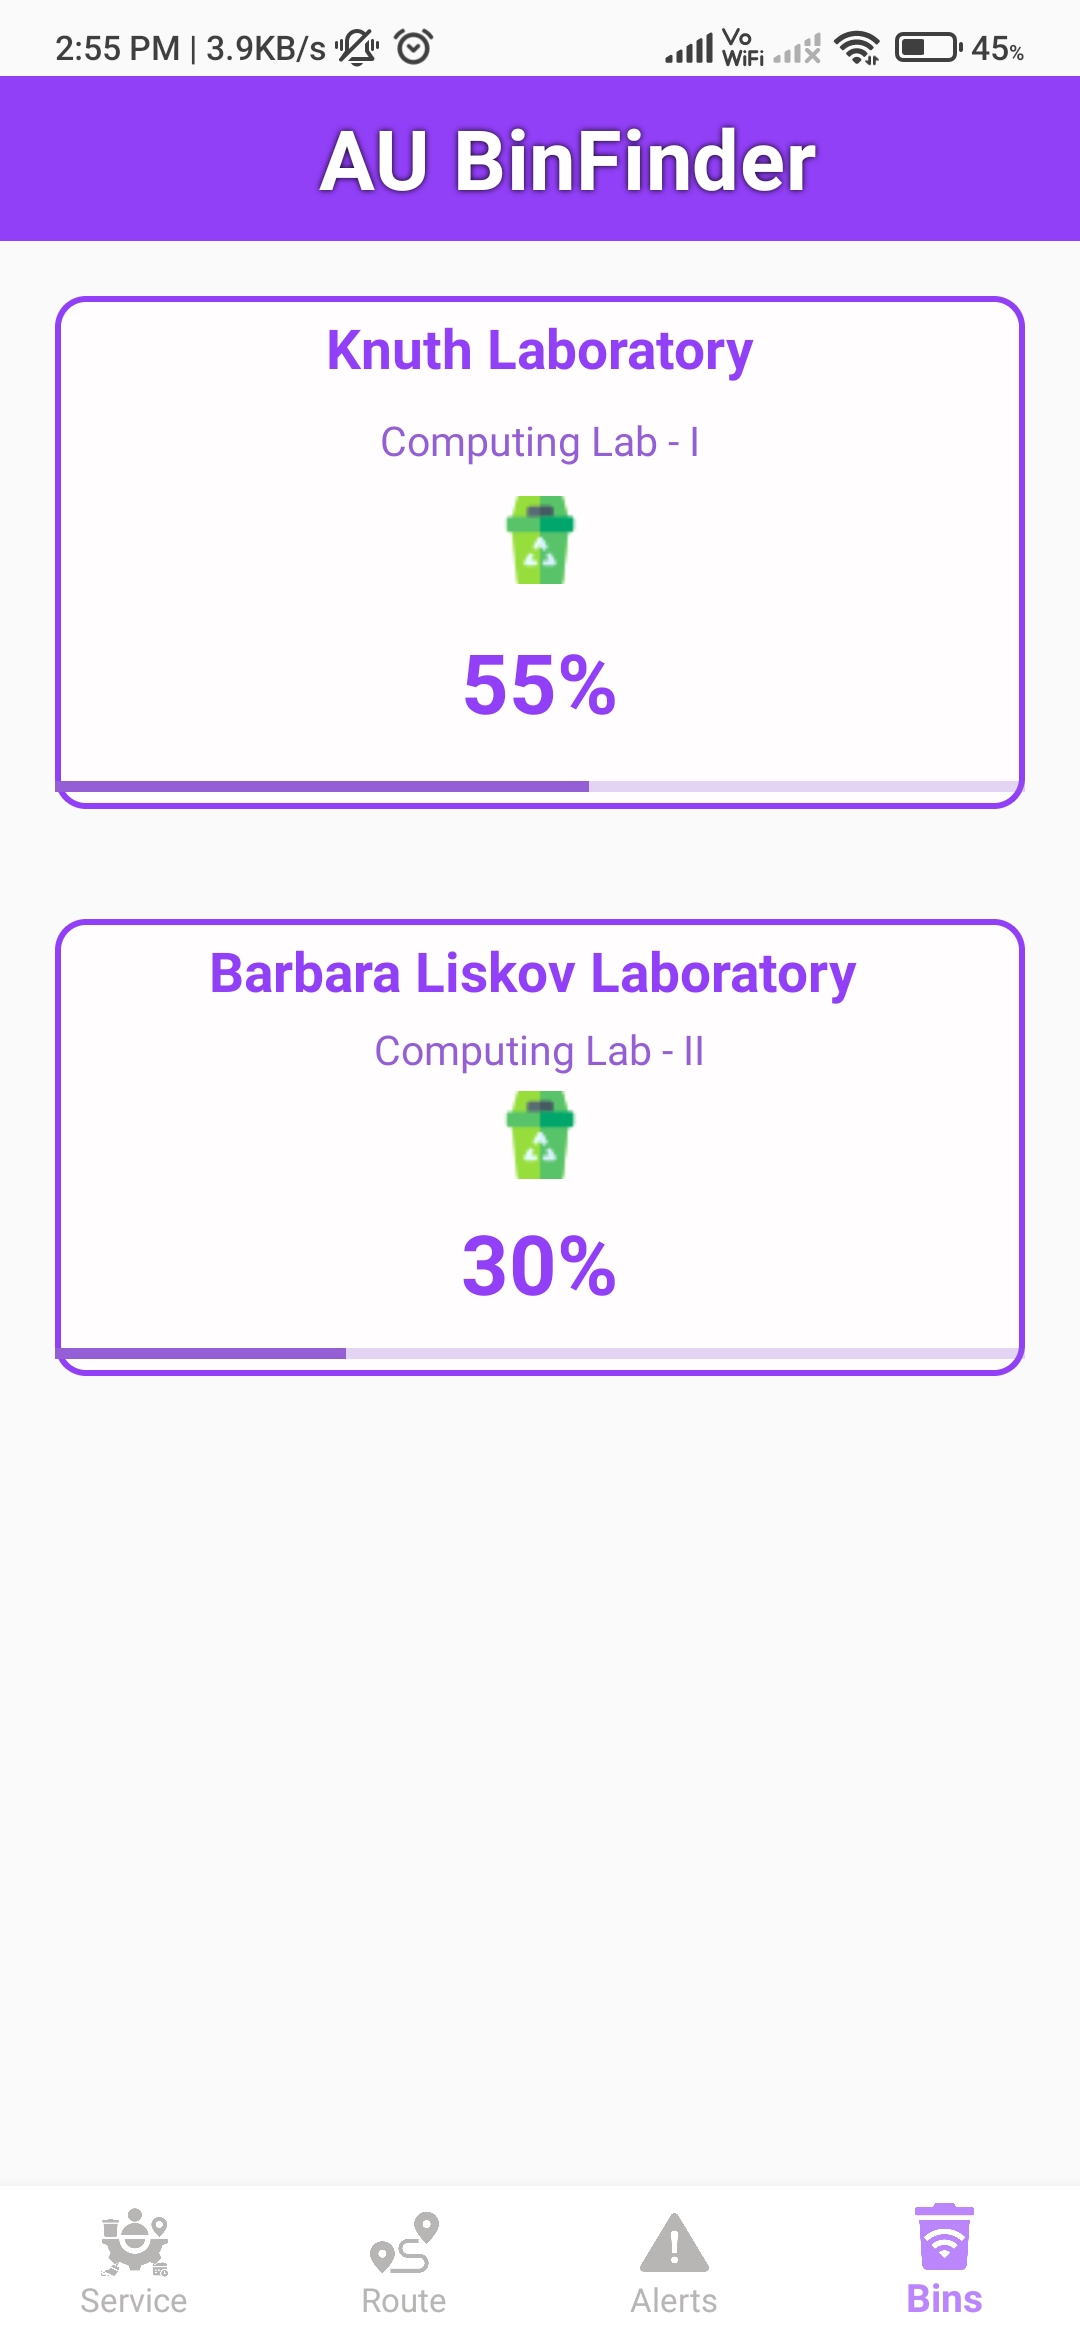 2:55 PM | 3.9KB/s Vo WiFi 45%
AU BinFinder
Knuth Laboratory
Computing Lab - I
55%
Barbara Liskov Laboratory
Computing Lab - II
30%
Service Route Alerts Bins